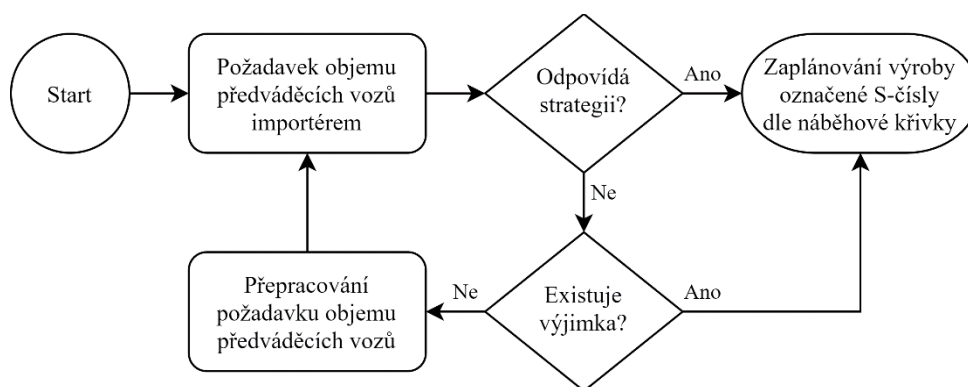 Start
Požadavek objemu
předváděcích vozů
importérem
Odpovídá
strategii?
Ano
Zaplánování výroby
označené S-čísly
dle náběhové křivky
Ne
Přepracování
požadavku objemu
předváděcích vozů
Ne
Existuje
výjimka?
Ano